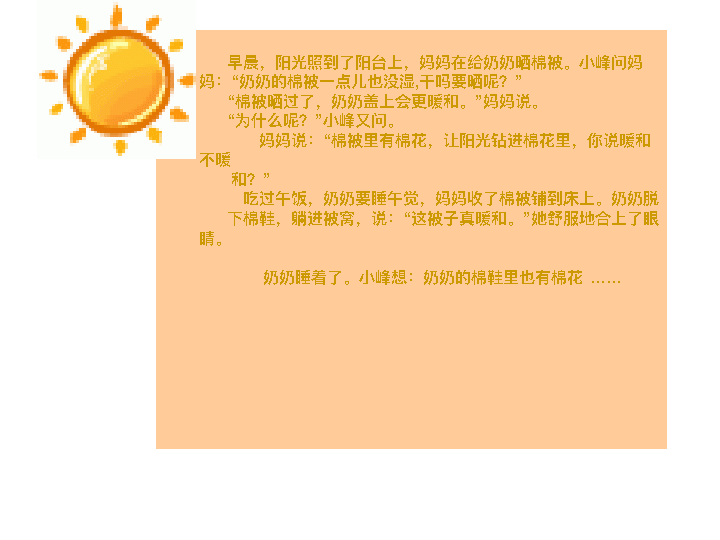 早晨，阳光照到了阳台上，妈妈在给奶奶晒棉被。小峰问妈
妈：“奶奶的棉被一点儿也没湿,干吗要晒呢？”
“棉被晒过了，奶奶盖上会更暖和。”妈妈说。
“为什么呢？”小峰又问。
妈妈说：“棉被里有棉花，让阳光钻进棉花里，你说暖和
不暖
和？”
吃过午饭，奶奶要睡午觉，妈妈收了棉被铺到床上。奶奶脱
下棉鞋，躺进被窝，说：“这被子真暖和。”她舒服地合上了眼
睛。
奶奶睡着了。小峰想：奶奶的棉鞋里也有棉花 ……